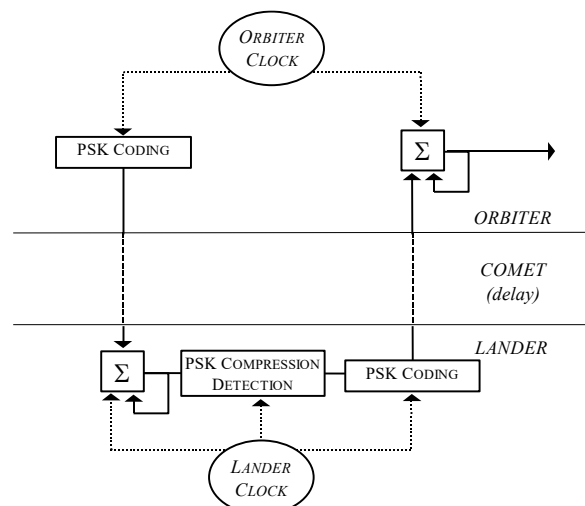 ORBITER
CLOCK
PSK CODING
Σ
ORBITER
COMET
(delay)
LANDER
Σ
PSK COMPRESSION
DETECTION
PSK CODING
LANDER
CLOCK